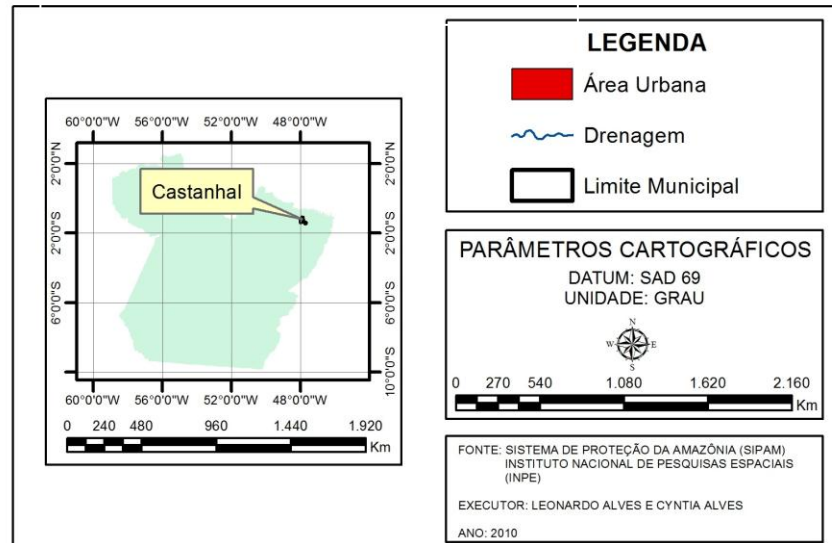 60°0'0"W 56°0'0"W 52°0'0"W 48°0'0"W
2°0'0"N
2°0'0"S
6°0'0"S
10°0'0"S
Castanhal
2°0'0"N
2°0'0"S
6°0'0"S
10°0'0"S
60°0'0"W 56°0'0"W 52°0'0"W 48°0'0"W
0 240 480 960 1.440 1.920
Km
LEGENDA
Área Urbana
Drenagem
Limite Municipal
PARÂMETROS CARTOGRÁFICOS
DATUM: SAD 69
UNIDADE: GRAU
N
W E
S
0 270 540 1.080 1.620 2.160
Km
FONTE: SISTEMA DE PROTEÇÃO DA AMAZÔNIA (SIPAM)
INSTITUTO NACIONAL DE PESQUISAS ESPACIAIS
(INPE)
EXECUTOR: LEONARDO ALVES E CYNTIA ALVES
ANO: 2010